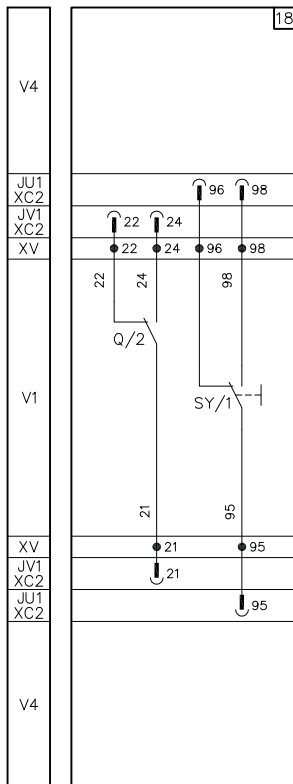 18
V4
JU1
XC2
96 98
JV1
XC2
22 24
XV
22 24 96 98
22 24 98
Q/2
V1
SY/1
21 95
XV
21 95
JV1
XC2
21
JU1
XC2
95
V4